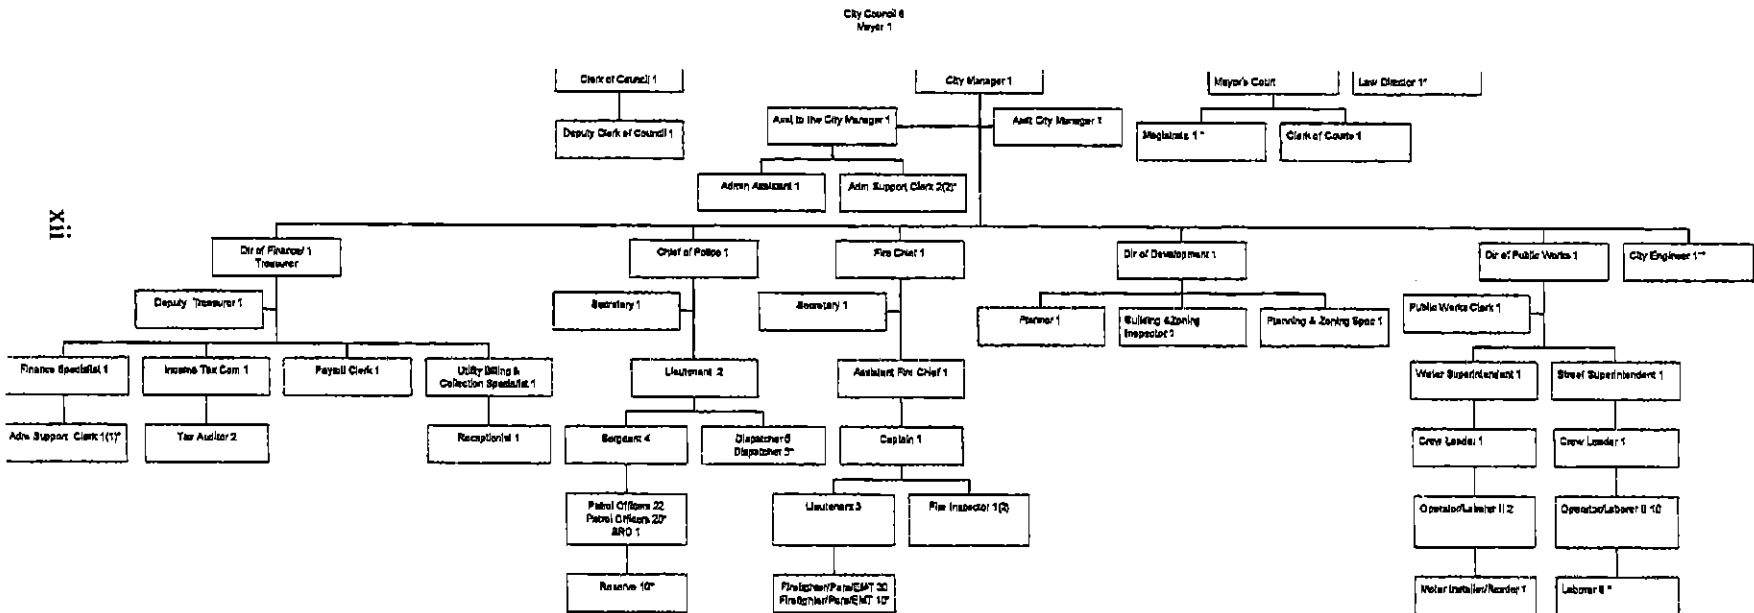 City Council 6
Mayor 1
Clerk of Council 1
City Manager 1
Mayor's Court
Law Director 1*
Asst to the City Manager 1
Asst City Manager 1
Deputy Clerk of Council 1
Magistrate 1 *
Clerk of Courts 1
Admin Assistant 1
Adm Support Clerk 2(2)*
xiii
Dir of Finance/ 1
Treasurer
Chief of Police 1
Fire Chief 1
Dir of Development 1
Dir of Public Works 1
City Engineer 1**
Deputy Treasurer 1
Secretary 1
Secretary 1
Planner 1
Building &Zoning
Inspector
Planning & Zoning Spec 1
Public Works Clerk 1
Finance Specialist 1
Income Tax Com 1
Payroll Clerk 1
Utility Billing &
Collection Specialist 1
Lieutenant 2
Assistant Fire Chief 1
Water Superintendent 1
Street Superintendent 1
Adm Support Clerk 1(1)*
Tax Auditor 2
Receptionist 1
Sergeant 4
Dispatcher
Dispatcher
Captain 1
Crew Leader 1
Crew Leader 1
Patrol Officers 22
Patrol Officers 20*
SRO 1
Lieutenant 3
Fire Inspector 1(2)
Operator/Laborer II 2
Operator/Laborer II 10
Reserve 10*
Firefighter/Para/EMT 30
Firefighter/Para/EMT 10*
Meter Installer/Reader 1
Laborer